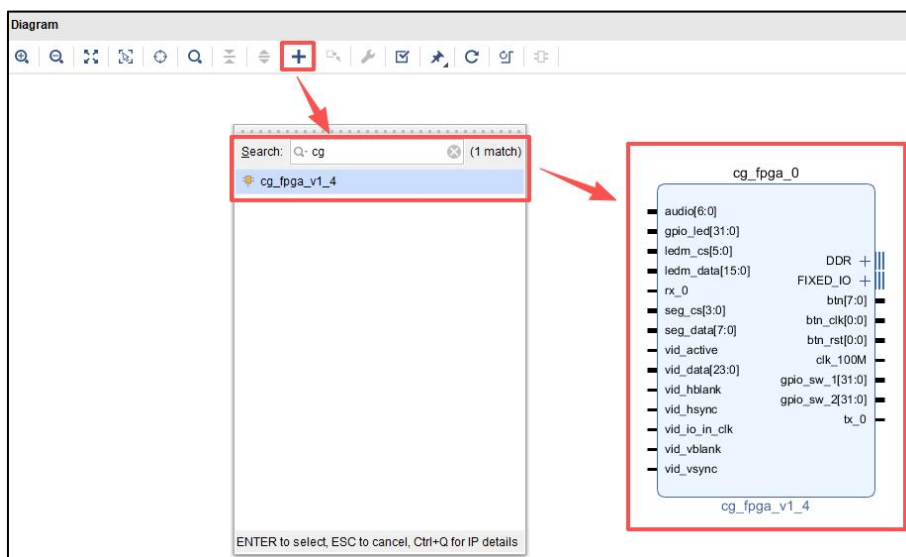 Diagram
Search: cg (1 match)
cg_fpga_v1_4
ENTER to select, ESC to cancel, Ctrl+Q for IP details
cg_fpga_0
audio[6:0]
gpio_led[31:0]
ledm_cs[5:0]
ledm_data[15:0]
rx_0
seg_cs[3:0]
seg_data[7:0]
vid_active
vid_data[23:0]
vid_hblank
vid_hsync
vid_io_in_clk
vid_vblank
vid_vsync
DDR
FIXED_IO
btn[7:0]
btn_clk[0:0]
btn_rst[0:0]
clk_100M
gpio_sw_1[31:0]
gpio_sw_2[31:0]
tx_0
cg_fpga_v1_4